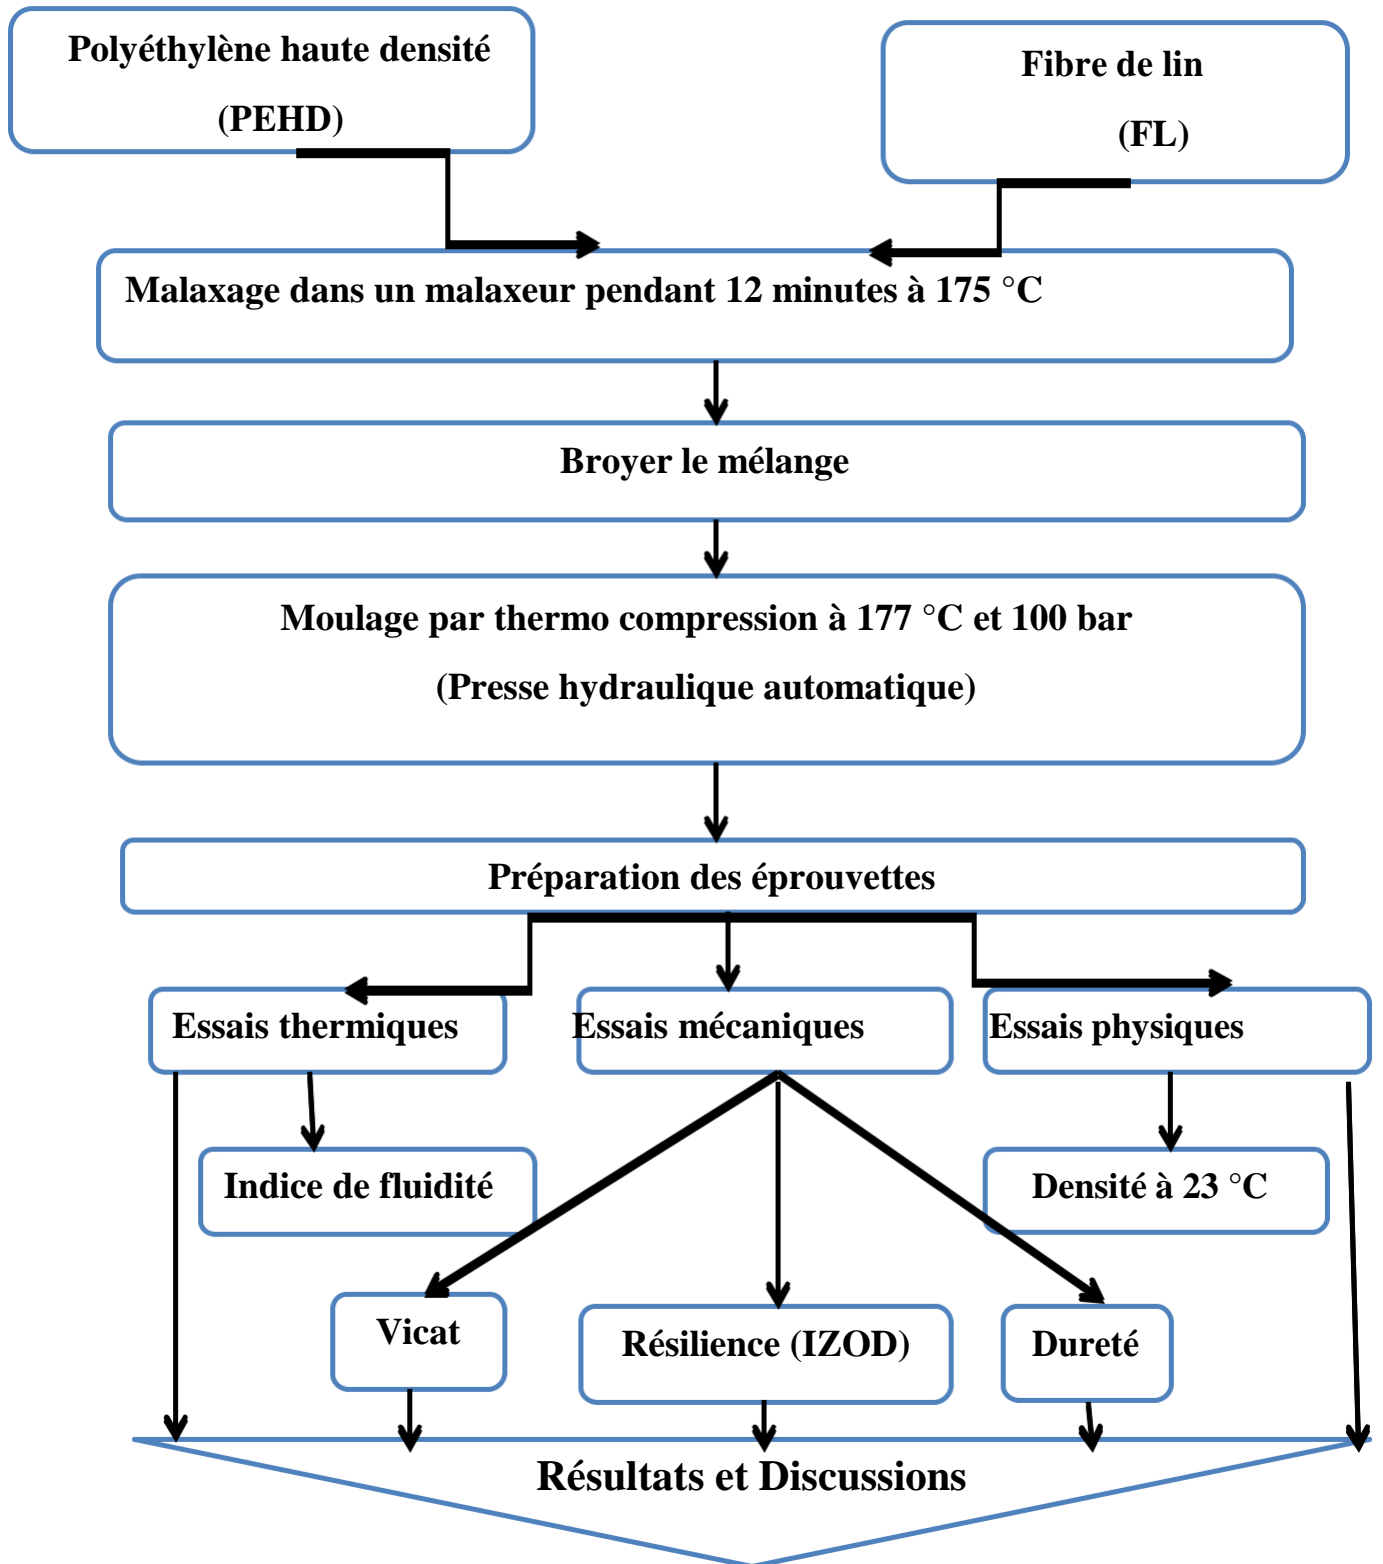 Polyéthylène haute densité
(PEHD)
Fibre de lin
(FL)
Malaxage dans un malaxeur pendant 12 minutes à 175 °C
Broyer le mélange
Moulage par thermo compression à 177 °C et 100 bar
(Presse hydraulique automatique)
Préparation des éprouvettes
Essais thermiques
Essais mécaniques
Essais physiques
Indice de fluidité
Densité à 23 °C
Vicat
Résilience (IZOD)
Dureté
Résultats et Discussions